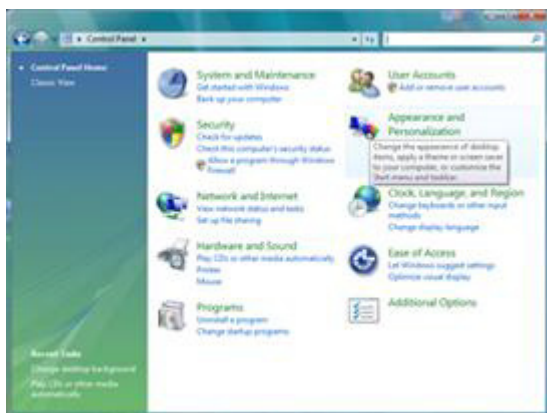 Control Panel
Control Panel Home
Classic View
System and Maintenance
Get started with Windows
Back up your computer
Security
Check for updates
Check this computer's security status
Allow a program through Windows
Firewall
Network and Internet
View network status and tasks
Set up file sharing
Hardware and Sound
Play CDs or other media automatically
Printer
Mouse
Programs
Uninstall a program
Change startup programs
User Accounts
Add or remove user accounts
Appearance and
Personalization
Change the appearance of desktop
items, apply a theme or screen saver
to your computer, or customize the
Start menu and taskbar.
Clock, Language, and Region
Change keyboards or other input
methods
Change display language
Ease of Access
Let Windows suggest settings
Optimize visual display
Additional Options
Recent Tasks
Change desktop background
Play CDs or other media
automatically